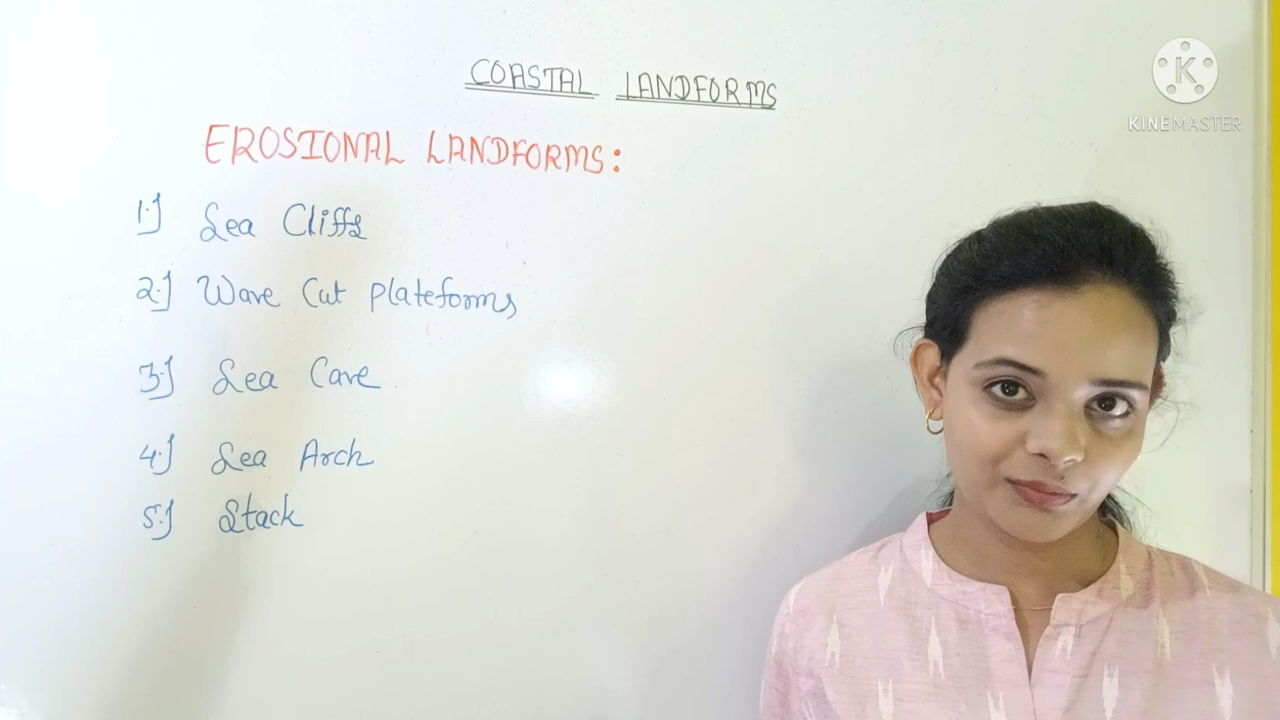 COASTAL LANDFORMS
KINEMASTER
EROSIONAL LANDFORMS:
1.) Sea Cliffs
2.) Wave Cut plateforms
3.) Sea Cave
4.) Sea Arch
5.) Stack